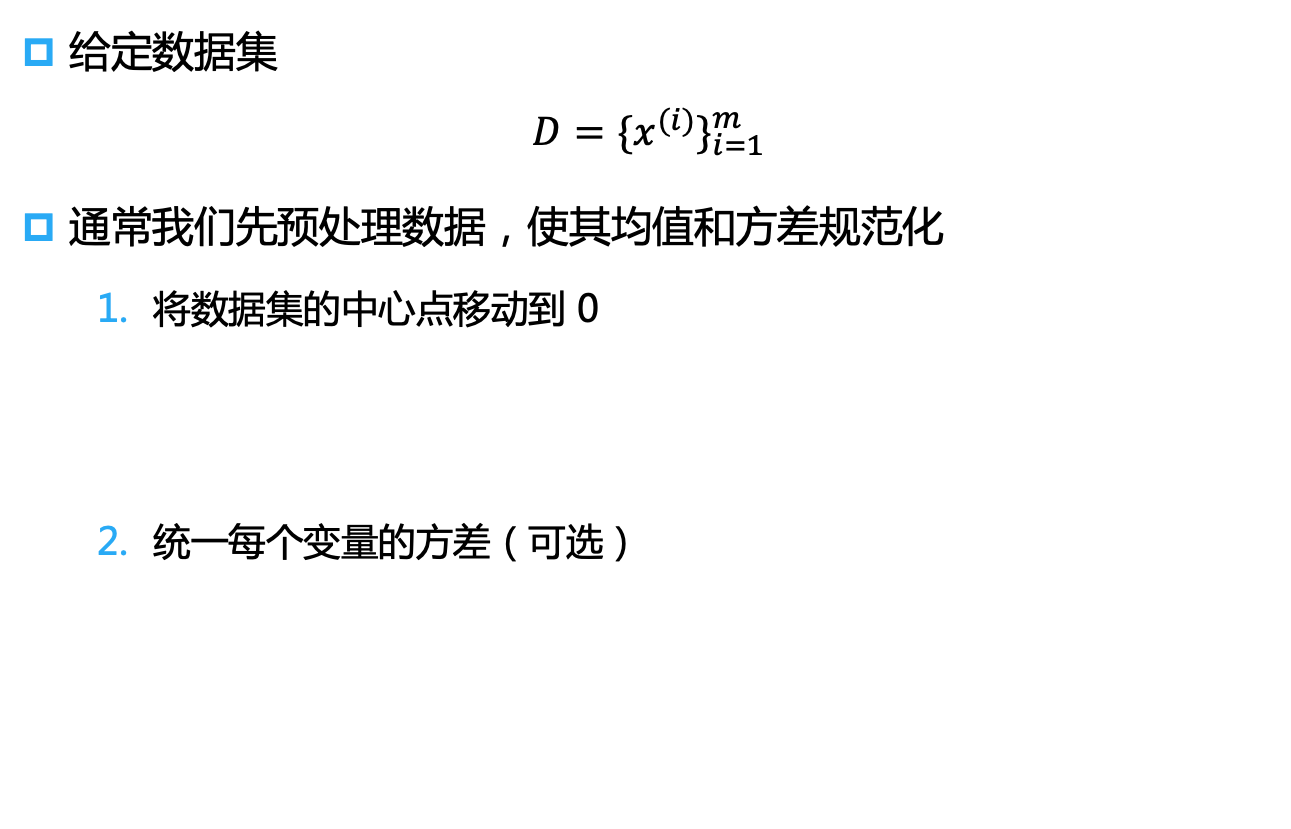 给定数据集
D = {x^{(i)}}_{i=1}^{m}
通常我们先预处理数据，使其均值和方差规范化
1. 将数据集的中心点移动到 0
2. 统一每个变量的方差（可选）